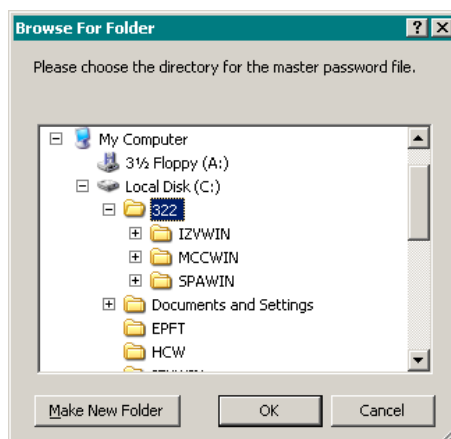 Browse For Folder
Please choose the directory for the master password file.
My Computer
3½ Floppy (A:)
Local Disk (C:)
322
IZVWIN
MCCWIN
SPAWIN
Documents and Settings
EPFT
HCW
Make New Folder
OK
Cancel